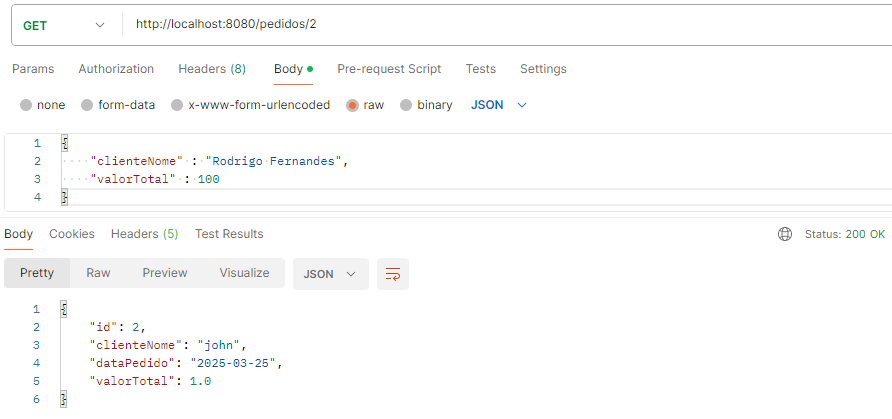 GET http://localhost:8080/pedidos/2
Params Authorization Headers (8) Body Pre-request Script Tests Settings
none form-data x-www-form-urlencoded raw binary JSON
1 {
2 "clienteNome" : "Rodrigo Fernandes",
3 "valorTotal" : 100
4 }
Body Cookies Headers (5) Test Results Status: 200 OK
Pretty Raw Preview Visualize JSON
1 {
2 "id": 2,
3 "clienteNome": "john",
4 "dataPedido": "2025-03-25",
5 "valorTotal": 1.0
6 }